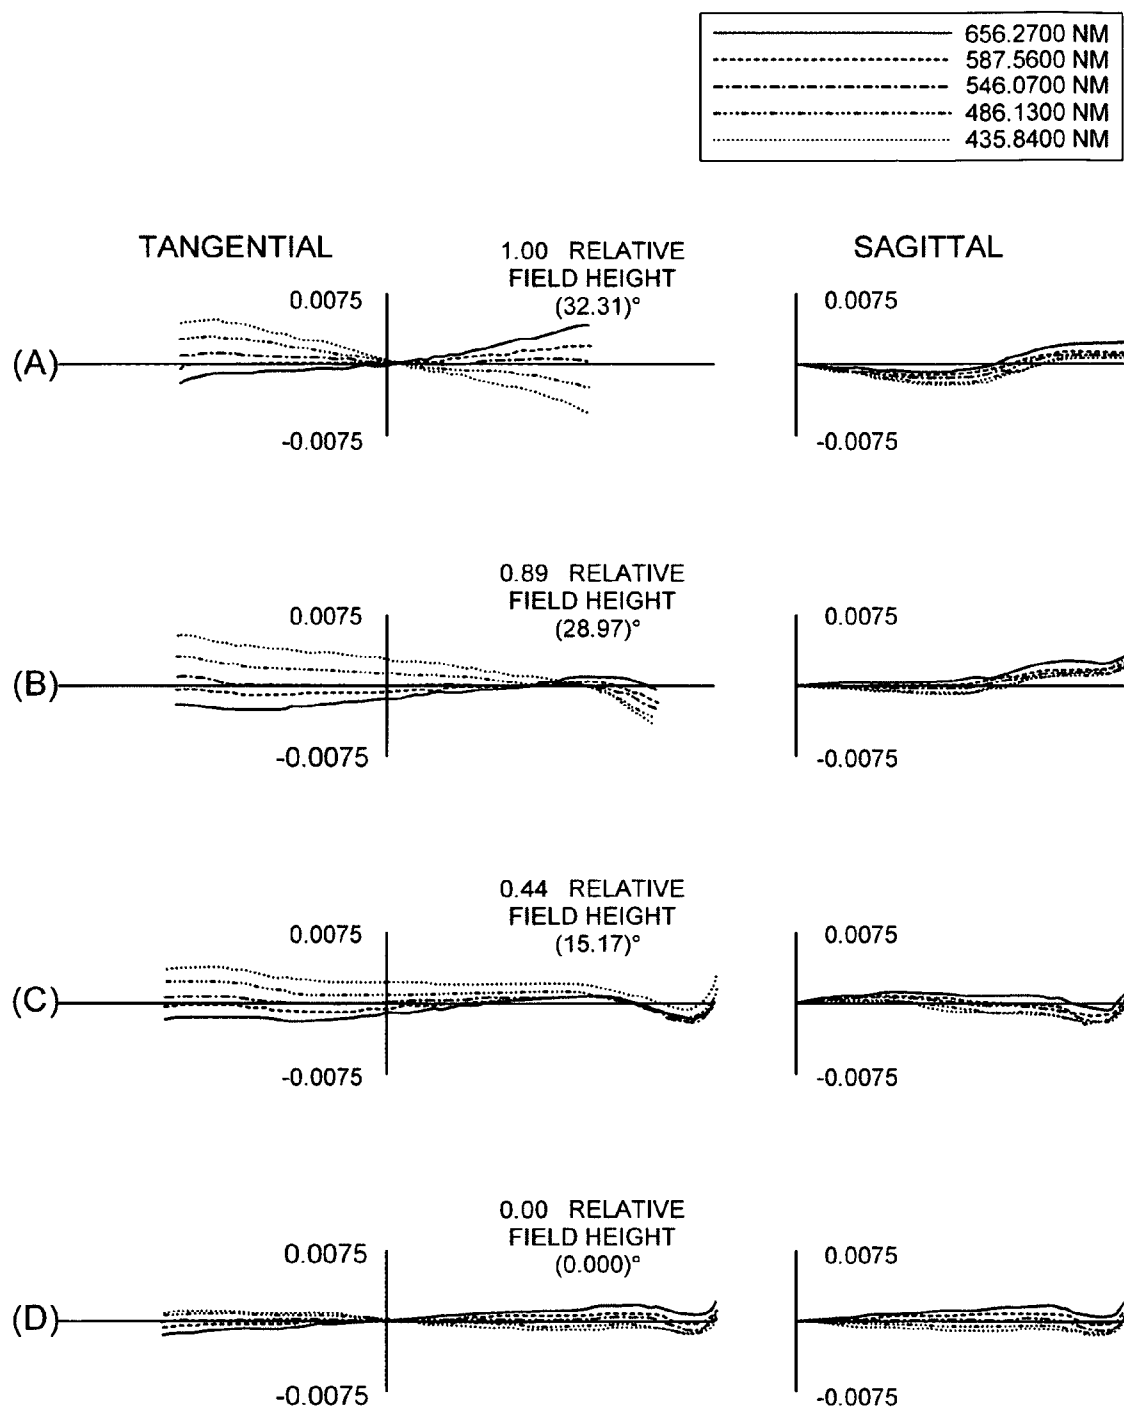 656.2700 NM
587.5600 NM
546.0700 NM
486.1300 NM
435.8400 NM
TANGENTIAL
1.00 RELATIVE
FIELD HEIGHT
(32.31)°
SAGITTAL
0.0075
0.0075
(A)
-0.0075
-0.0075
0.89 RELATIVE
FIELD HEIGHT
(28.97)°
0.0075
0.0075
(B)
-0.0075
-0.0075
0.44 RELATIVE
FIELD HEIGHT
(15.17)°
0.0075
0.0075
(C)
-0.0075
-0.0075
0.00 RELATIVE
FIELD HEIGHT
(0.000)°
0.0075
0.0075
(D)
-0.0075
-0.0075